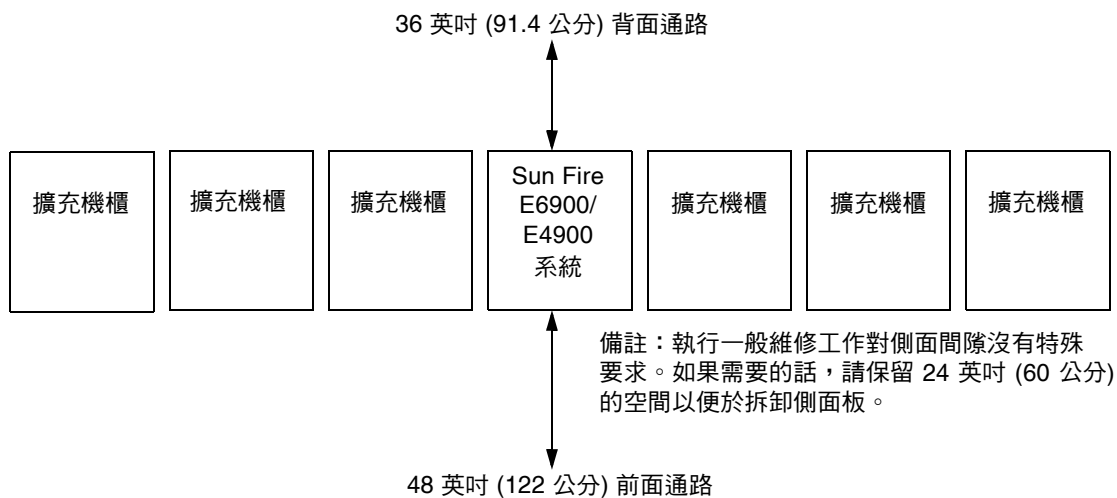 36 英吋 (91.4 公分) 背面通路
擴充機櫃
擴充機櫃
擴充機櫃
Sun Fire
E6900/
E4900
系統
擴充機櫃
擴充機櫃
擴充機櫃
備註：執行一般維修工作對側面間隙沒有特殊
要求。如果需要的話，請保留 24 英吋 (60 公分)
的空間以便於拆卸側面板。
48 英吋 (122 公分) 前面通路